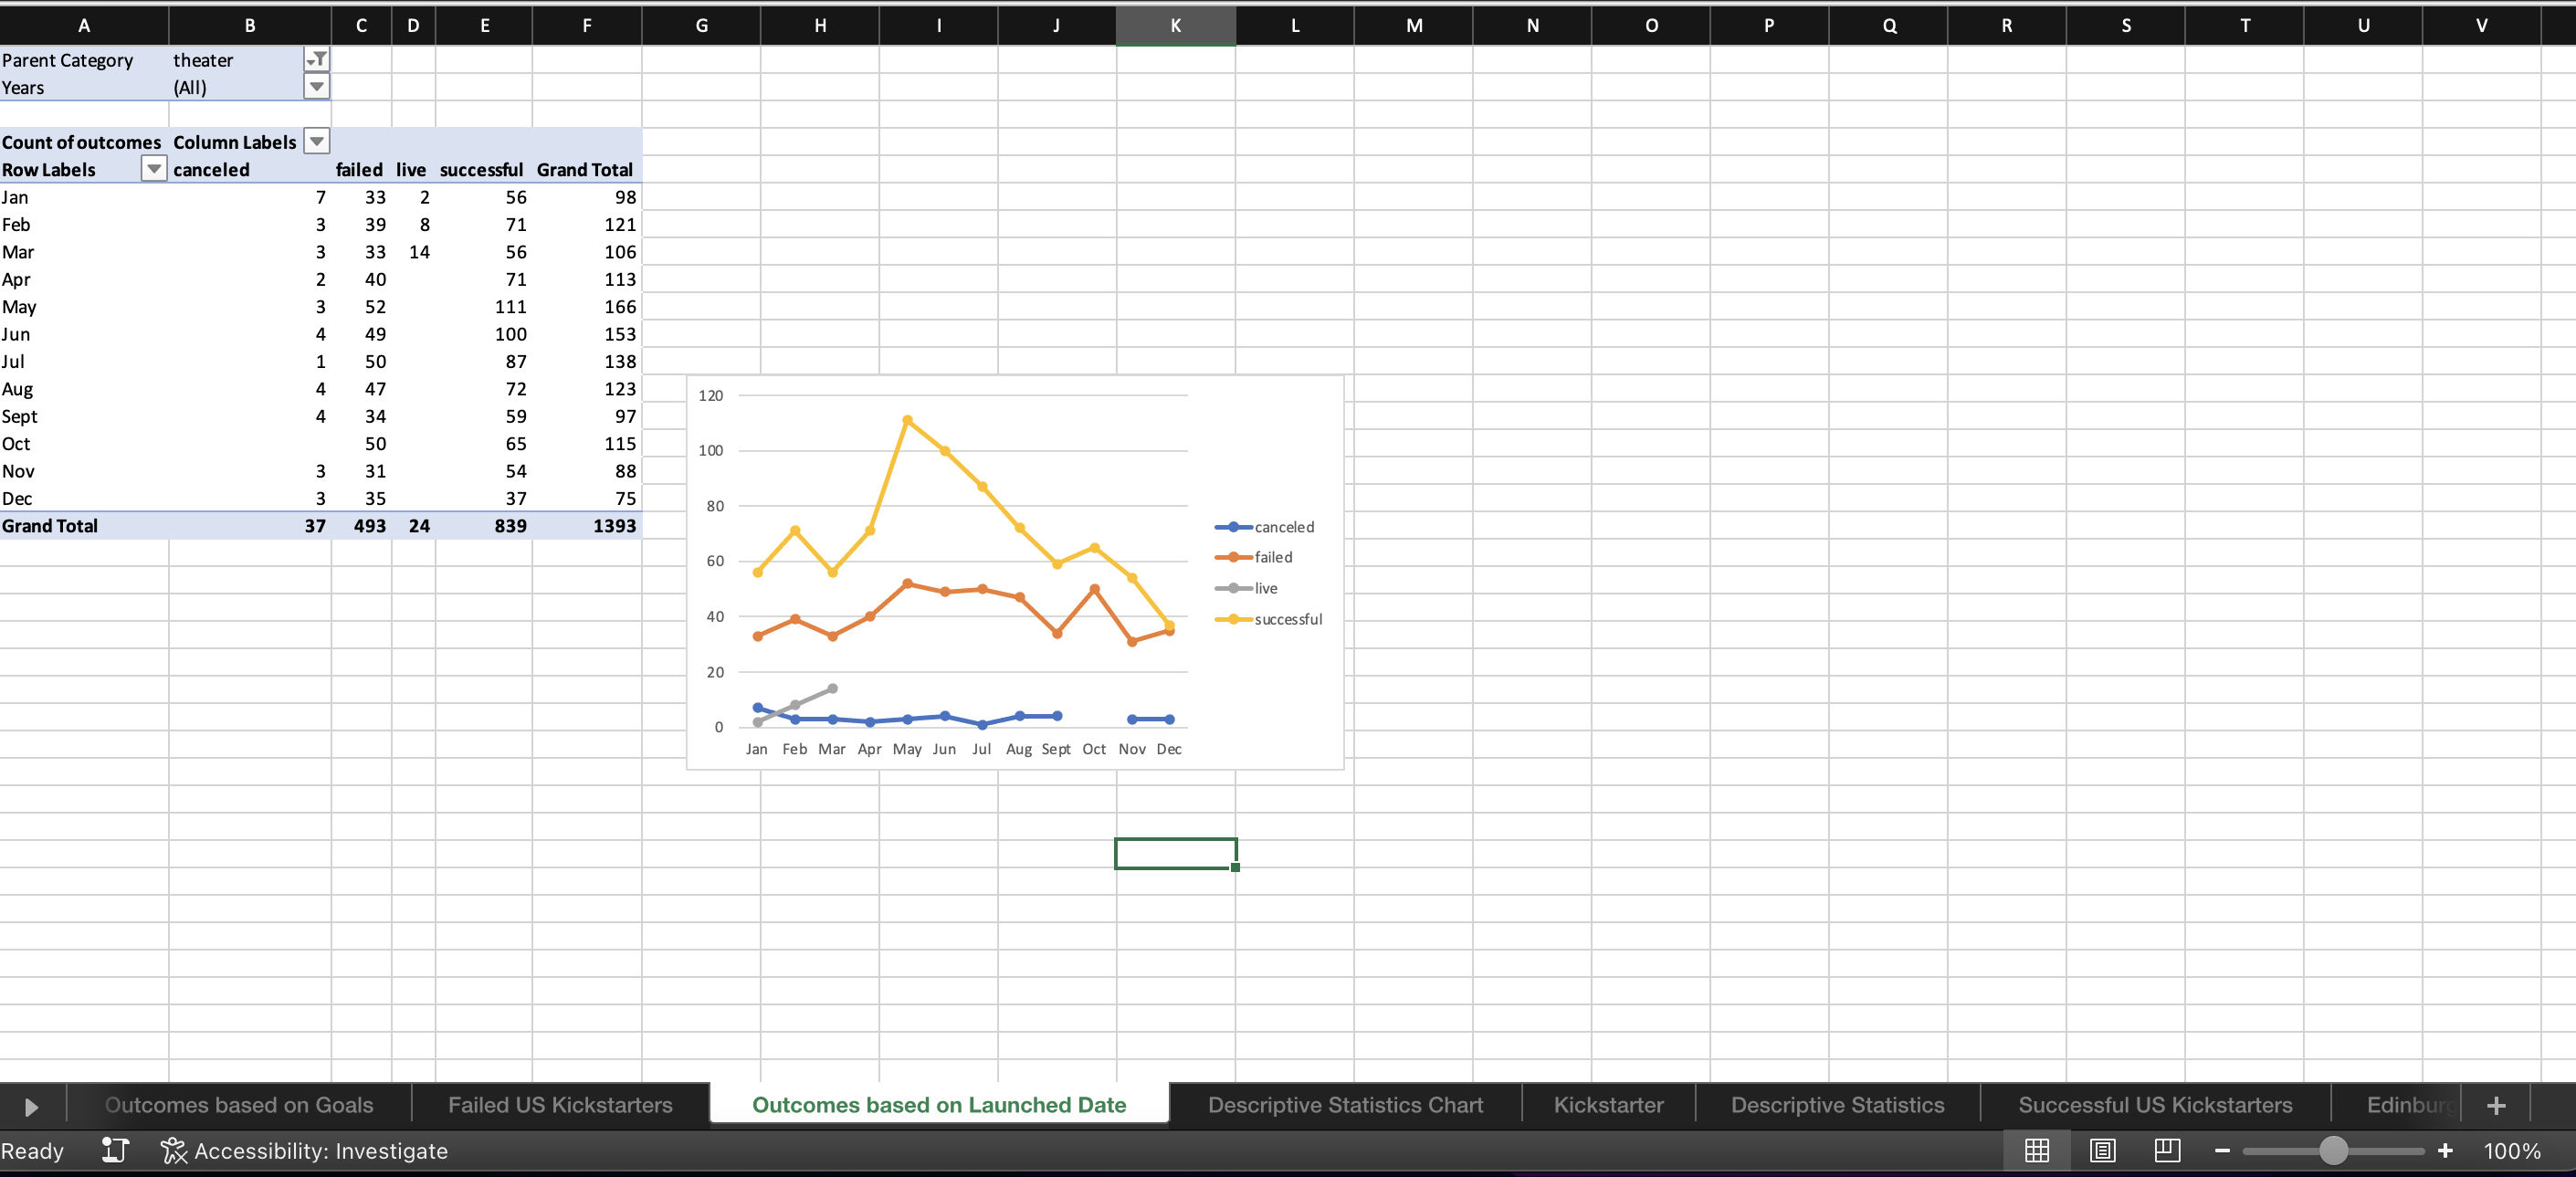 A B C D E F G H I J K L M N O P Q R S T U V
Parent Category theater
Years (All)
Count of outcomes Column Labels
Row Labels canceled failed live successful Grand Total
Jan 7 33 2 56 98
Feb 3 39 8 71 121
Mar 3 33 14 56 106
Apr 2 40 71 113
May 3 52 111 166
Jun 4 49 100 153
Jul 1 50 87 138
Aug 4 47 72 123
Sept 4 34 59 97
Oct 50 65 115
Nov 3 31 54 88
Dec 3 35 37 75
Grand Total 37 493 24 839 1393
120
100
80
60
40
20
0
Jan Feb Mar Apr May Jun Jul Aug Sept Oct Nov Dec
canceled
failed
live
successful
Outcomes based on Goals Failed US Kickstarters Outcomes based on Launched Date Descriptive Statistics Chart Kickstarter Descriptive Statistics Successful US Kickstarters Edinburg +
Ready Accessibility: Investigate − + 100%